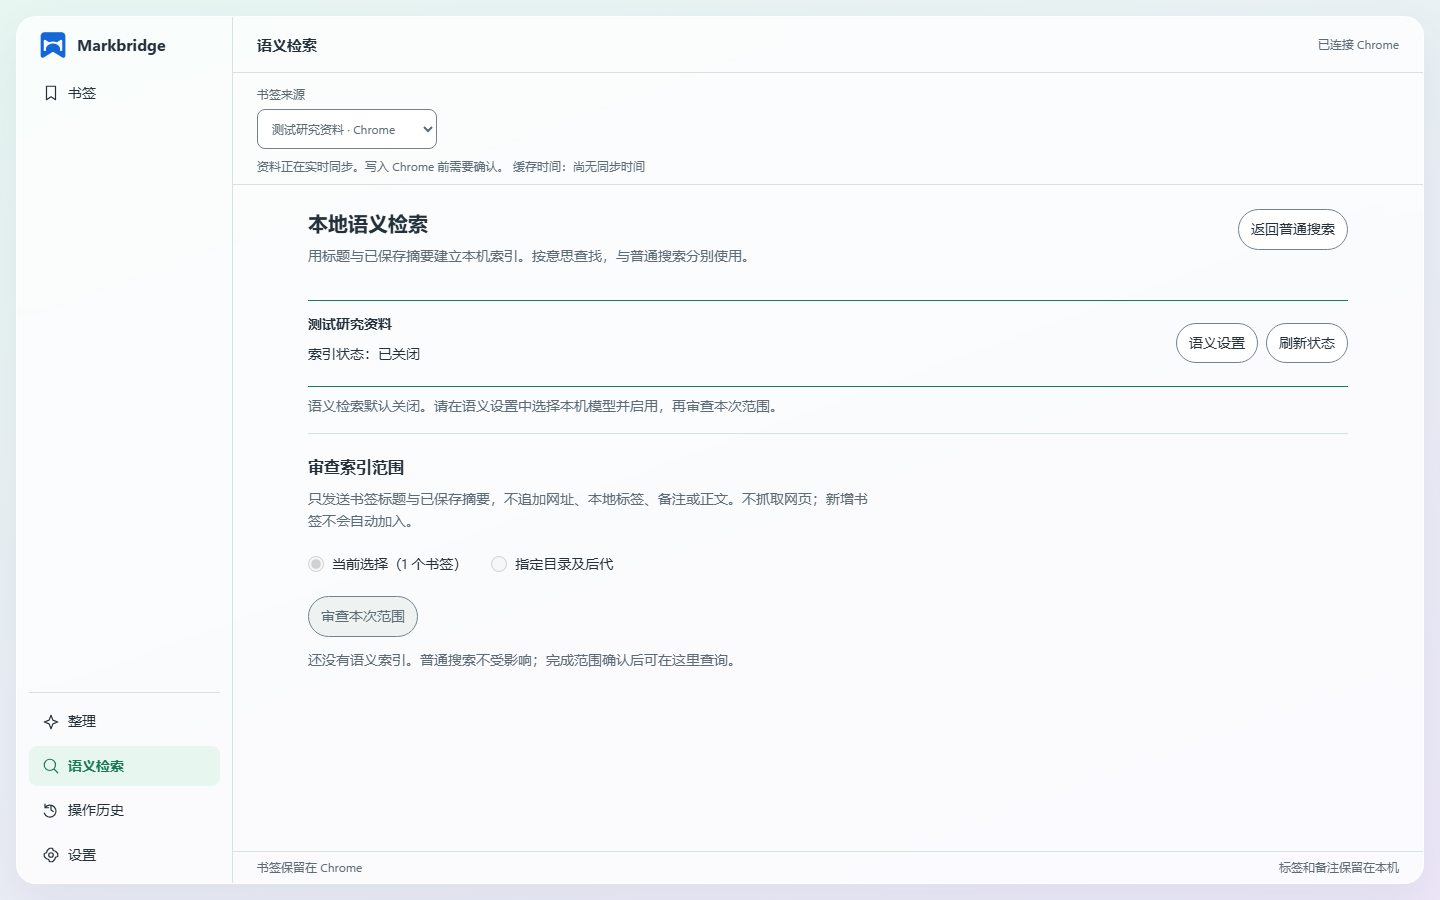 Markbridge
书签
整理
语义检索
操作历史
设置
语义检索
已连接 Chrome
书签来源
测试研究资料 · Chrome
资料正在实时同步。写入 Chrome 前需要确认。 缓存时间：尚无同步时间
本地语义检索
返回普通搜索
用标题与已保存摘要建立本机索引。按意思查找，与普通搜索分别使用。
测试研究资料
索引状态：已关闭
语义设置
刷新状态
语义检索默认关闭。请在语义设置中选择本机模型并启用，再审查本次范围。
审查索引范围
只发送书签标题与已保存摘要，不追加网址、本地标签、备注或正文。不抓取网页；新增书
签不会自动加入。
当前选择（1 个书签）
指定目录及后代
审查本次范围
还没有语义索引。普通搜索不受影响；完成范围确认后可在这里查询。
书签保留在 Chrome
标签和备注保留在本机